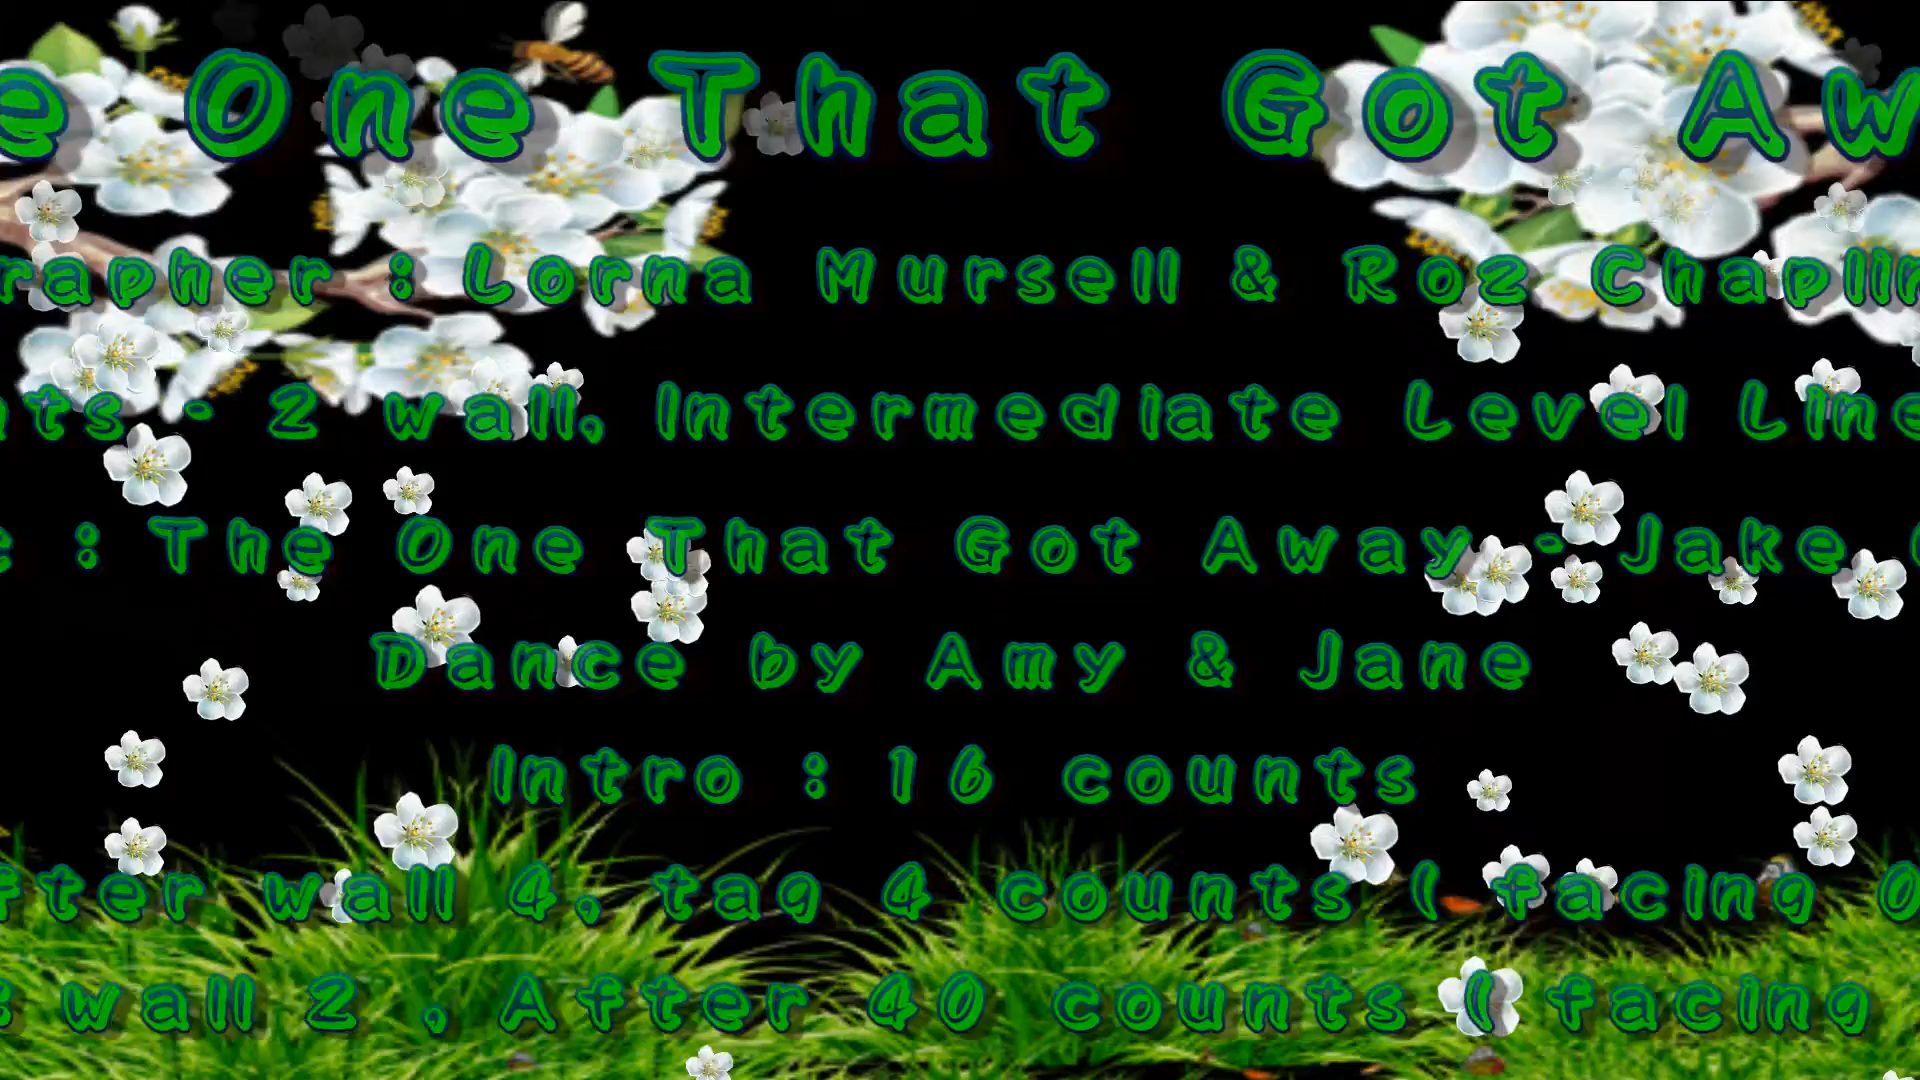 e One That Got Aw
rapher : Lorna Mursell & Roz Chaplin
nts - 2 wall, Intermediate Level Line
: The One That Got Away - Jake
Dance by Amy & Jane
Intro : 16 counts
fter wall 4, tag 4 counts ( facing 0
: wall 2 , After 40 counts ( facing